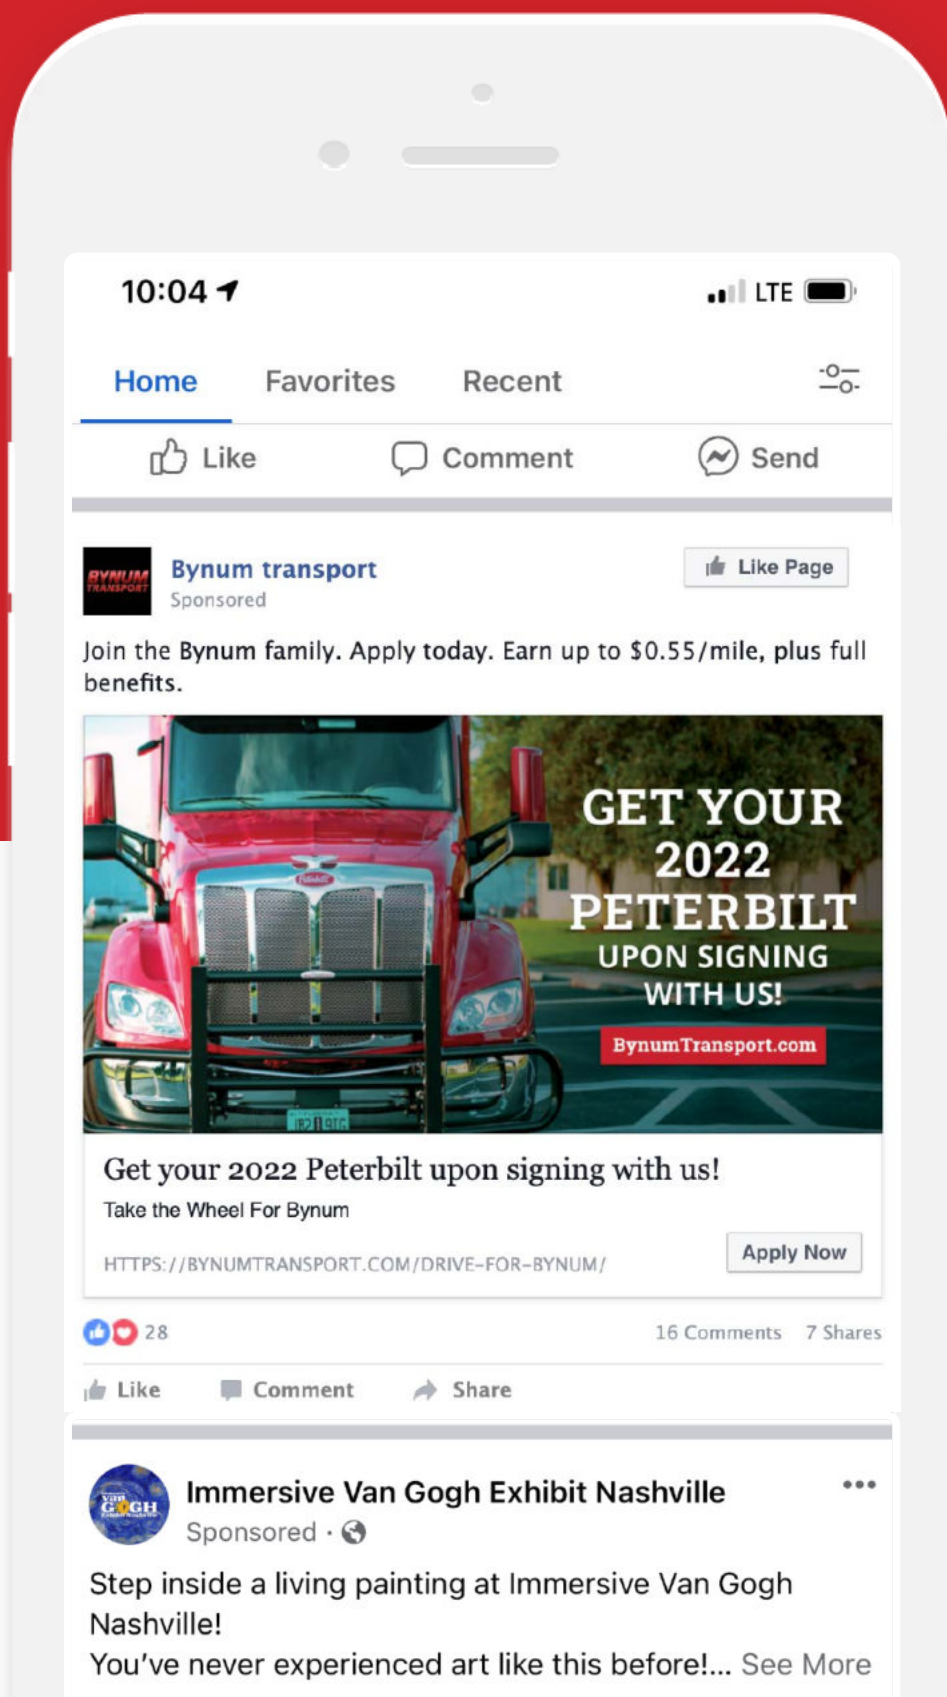 10:04
LTE
Home Favorites Recent
Like Comment Send
BYNUM
TRANSPORT
Bynum transport
Like Page
Sponsored
Join the Bynum family. Apply today. Earn up to $0.55/mile, plus full
benefits.
GET YOUR
2022
PETERBILT
UPON SIGNING
WITH US!
BynumTransport.com
Peterbilt
Get your 2022 Peterbilt upon signing with us!
Take the Wheel For Bynum
HTTPS://BYNUMTRANSPORT.COM/DRIVE-FOR-BYNUM/
Apply Now
28
16 Comments 7 Shares
Like Comment Share
van
GOGH
Immersive Van Gogh Exhibit Nashville
Sponsored ·
Step inside a living painting at Immersive Van Gogh
Nashville!
You've never experienced art like this before!... See More